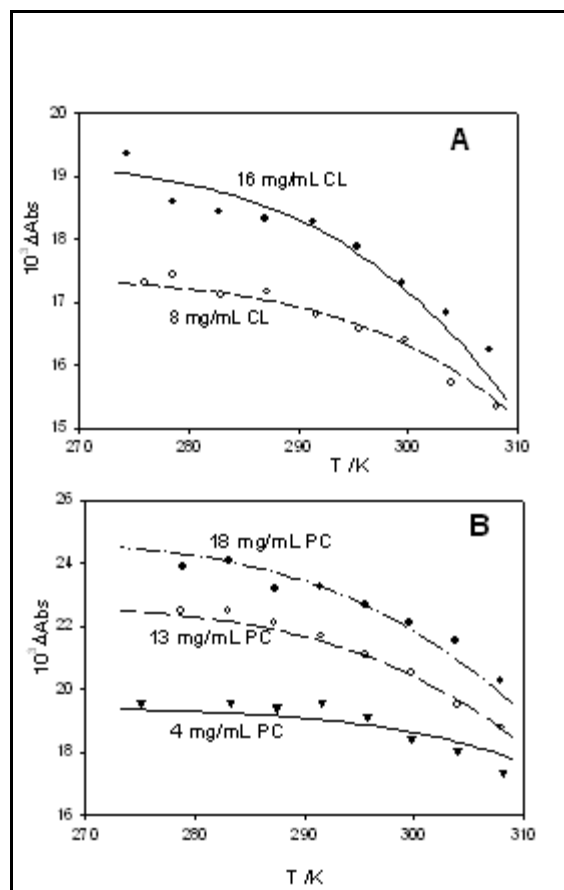 20
A
19
16 mg/mL CL
18
10³ ΔAbs
17
8 mg/mL CL
16
15
270 280 290 300 310
T /K
26
B
24
18 mg/mL PC
22
10³ ΔAbs
13 mg/mL PC
20
18
4 mg/mL PC
16
270 280 290 300 310
T /K